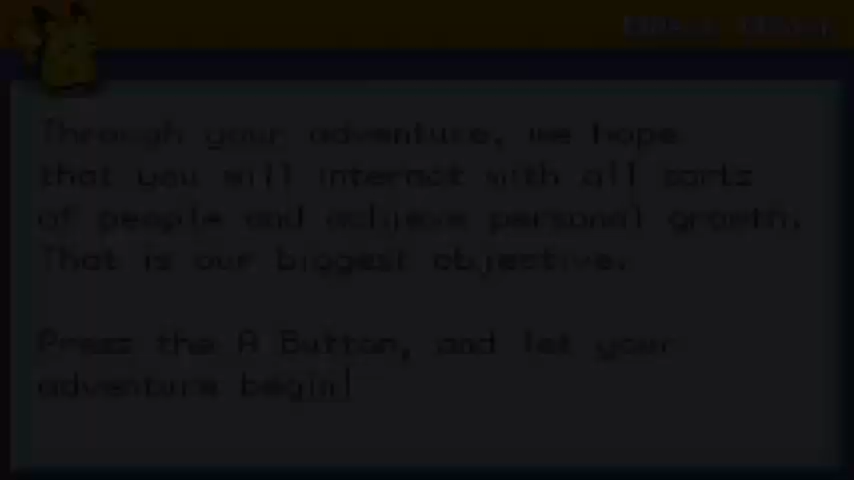 Through your adventure, we hope
that you will interact with all sorts
of people and achieve personal growth.
That is our biggest objective.
Press the A Button, and let your
adventure begin!